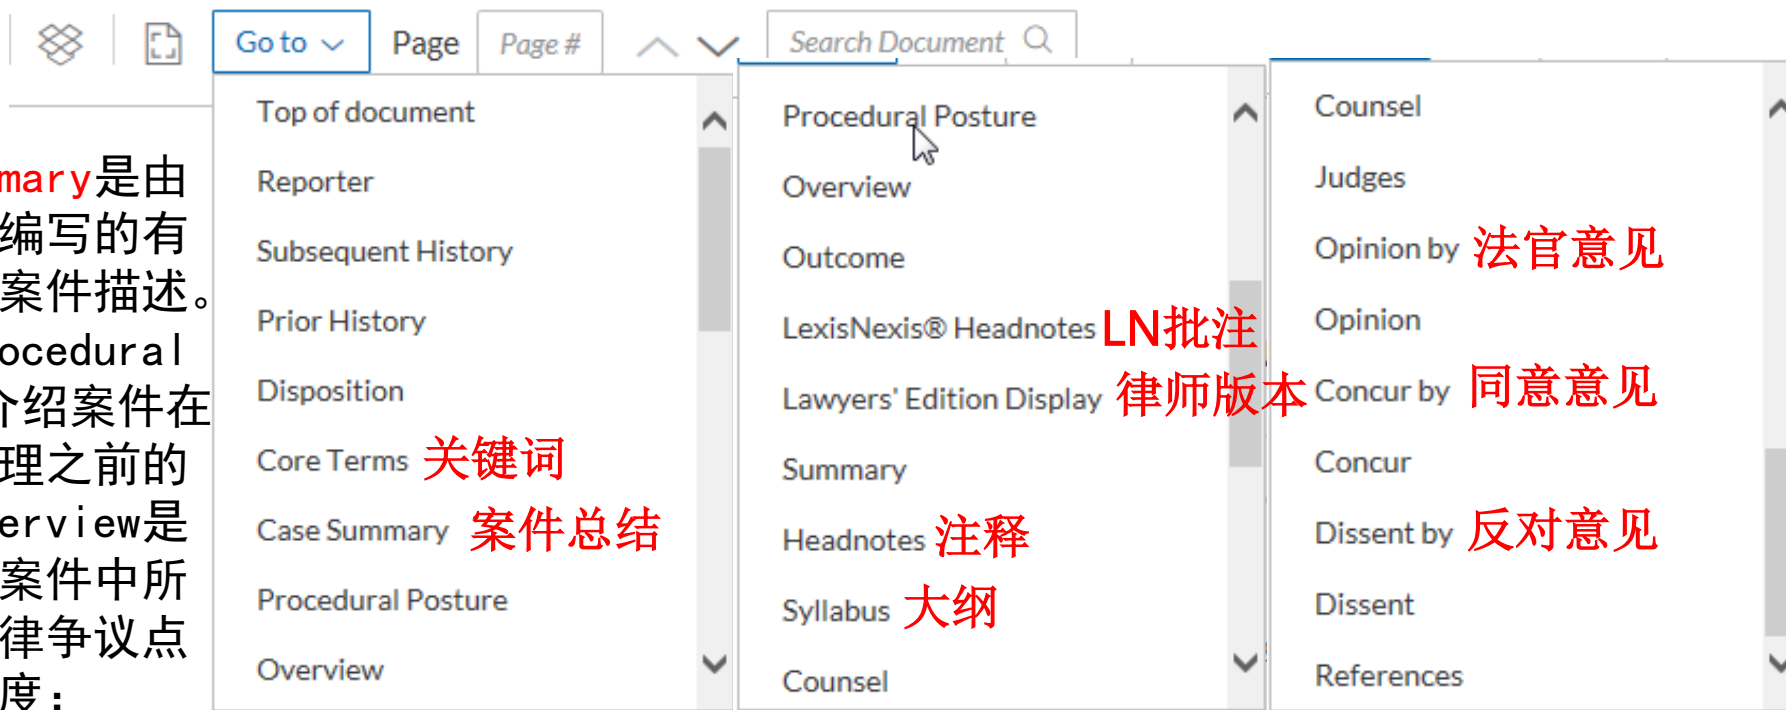 Go to Page Page # Search Document
mary是由
编写的有
案件描述。
ocedural
介绍案件在
理之前的
erview是
案件中所
律争议点
度；
Top of document
Reporter
Subsequent History
Prior History
Disposition
Core Terms 关键词
Case Summary 案件总结
Procedural Posture
Overview
Procedural Posture
Overview
Outcome
LexisNexis® Headnotes LN批注
Lawyers' Edition Display 律师版本
Summary
Headnotes 注释
Syllabus 大纲
Counsel
Counsel
Judges
Opinion by 法官意见
Opinion
Concur by 同意意见
Concur
Dissent by 反对意见
Dissent
References